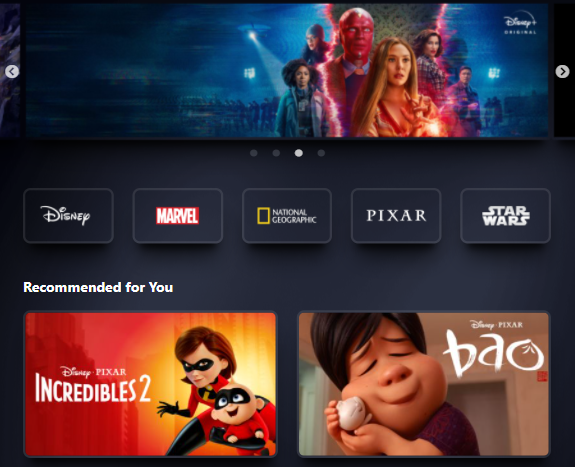 Disney+
ORIGINAL
Disney
MARVEL
NATIONAL
GEOGRAPHIC
PIXAR
STAR
WARS
Recommended for You
Disney · PIXAR
INCREDIBLES 2
Disney · PIXAR
bao